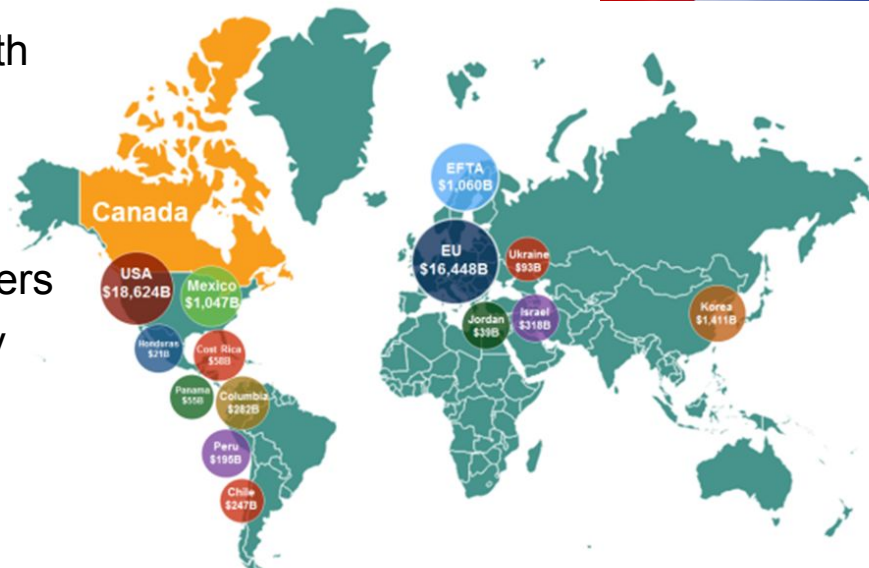 th
ers
y
Canada
EFTA
$1,060B
EU
$16,448B
Ukraine
$93B
USA
$18,624B
Mexico
$1,047B
Jordan
$39B
Israel
$318B
Korea
$1,411B
Honduras
$21B
Cost Rica
$58B
Panama
$55B
Columbia
$282B
Peru
$195B
Chile
$247B